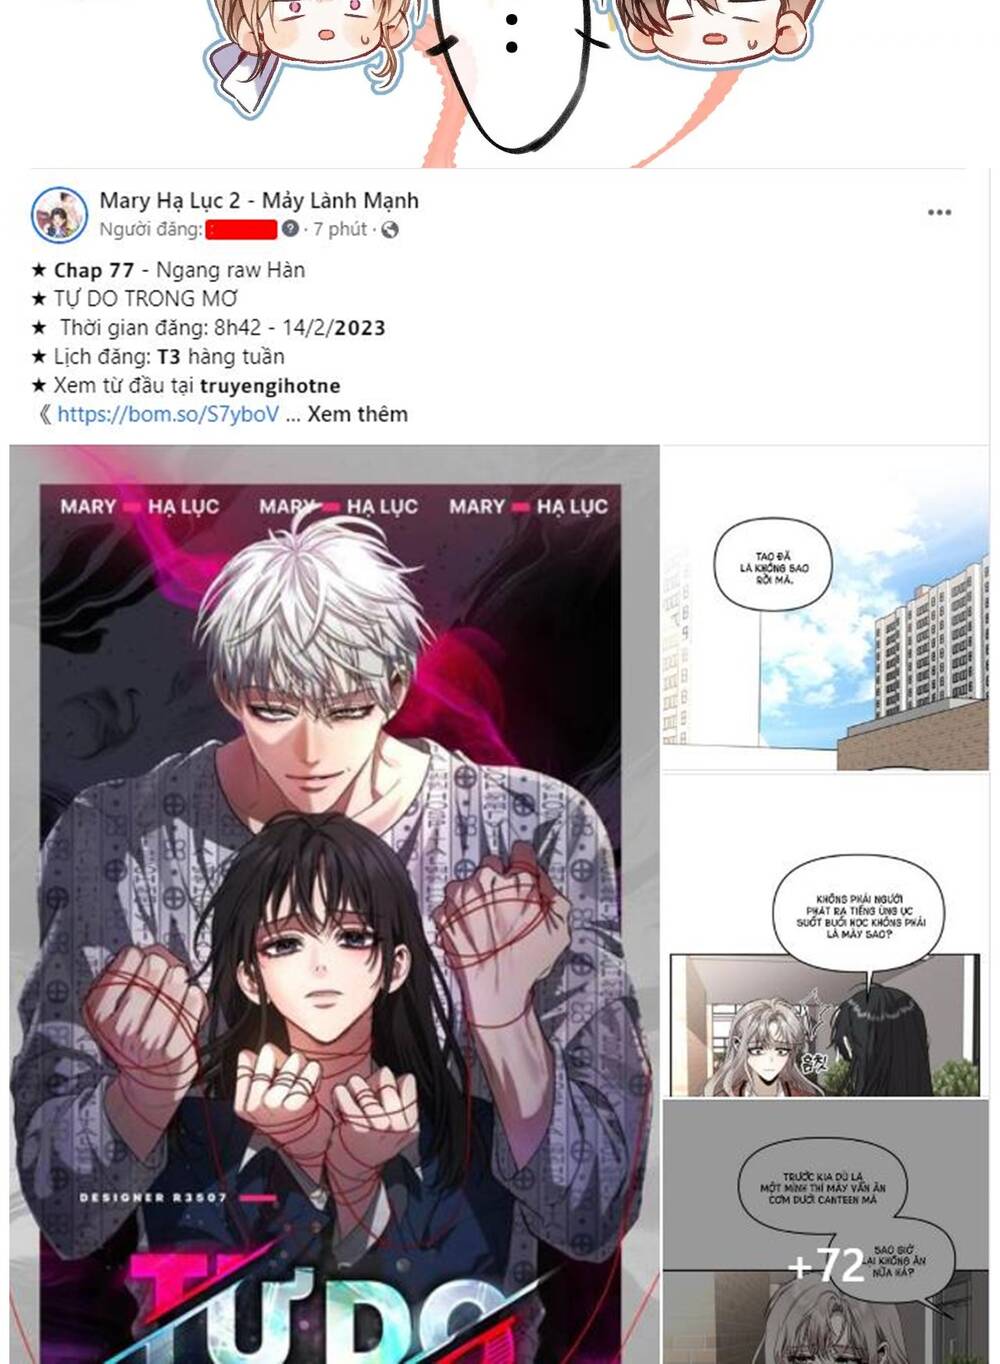 Mary Hạ Lục 2 - Mảy Lành Mạnh
Người đăng: · 7 phút ·
★ Chap 77 - Ngang raw Hàn
★ TỰ DO TRONG MƠ
★ Thời gian đăng: 8h42 - 14/2/2023
★ Lịch đăng: T3 hàng tuần
★ Xem từ đầu tại truyengihotne
《 https://bom.so/S7yboV ... Xem thêm
MARY HẠ LỤC MARY HẠ LỤC MARY HẠ LỤC
DESIGNER R3507
TỰ DO
TAO ĐÃ
LÀ KHÔNG SAO
RỒI MÀ.
KHÔNG PHẢI NGƯỜI
PHÁT RA TIẾNG ÙNG ỤC
SUỐT BUỔI HỌC KHÔNG PHẢI
LÀ MÀY SAO?
움찟
TRƯỚC KIA DÙ LÀ
MỘT MÌNH THÌ MÀY VẪN ĂN
CƠM DƯỚI CANTEEN MÀ
SAO GIỜ
LẠI KHÔNG ĂN
NỮA HẢ?
+72